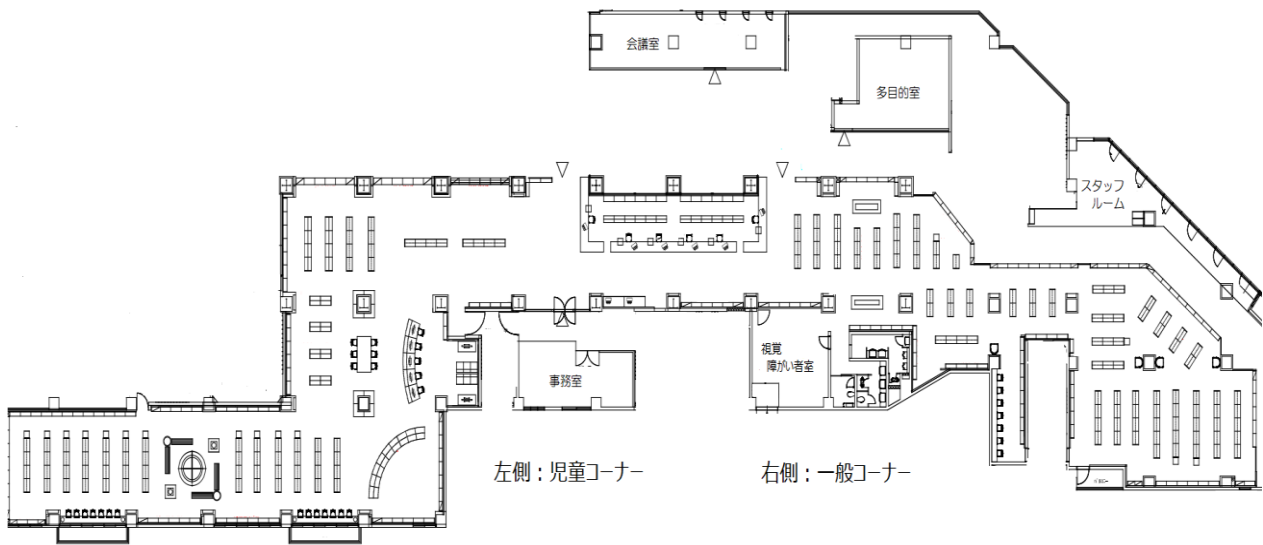 会議室
多目的室
スタッフ
ルーム
視覚
障がい者室
事務室
左側：児童コーナー
右側：一般コーナー